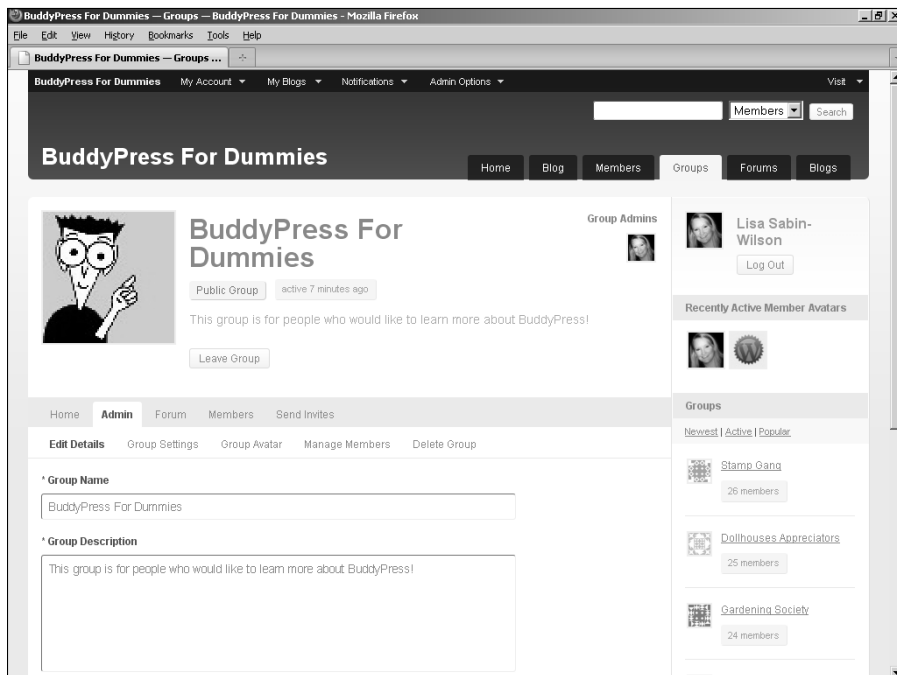 BuddyPress For Dummies — Groups — BuddyPress For Dummies - Mozilla Firefox
File Edit View History Bookmarks Tools Help
BuddyPress For Dummies — Groups ...
BuddyPress For Dummies My Account My Blogs Notifications Admin Options Visit
Members Search
BuddyPress For Dummies
Home Blog Members Groups Forums Blogs
BuddyPress For Dummies
Public Group active 7 minutes ago
This group is for people who would like to learn more about BuddyPress!
Leave Group
Group Admins
Home Admin Forum Members Send Invites
Edit Details Group Settings Group Avatar Manage Members Delete Group
* Group Name
BuddyPress For Dummies
* Group Description
This group is for people who would like to learn more about BuddyPress!
Lisa Sabin-
Wilson
Log Out
Recently Active Member Avatars
Groups
Newest | Active | Popular
Stamp Gang
26 members
Dollhouses Appreciators
25 members
Gardening Society
24 members